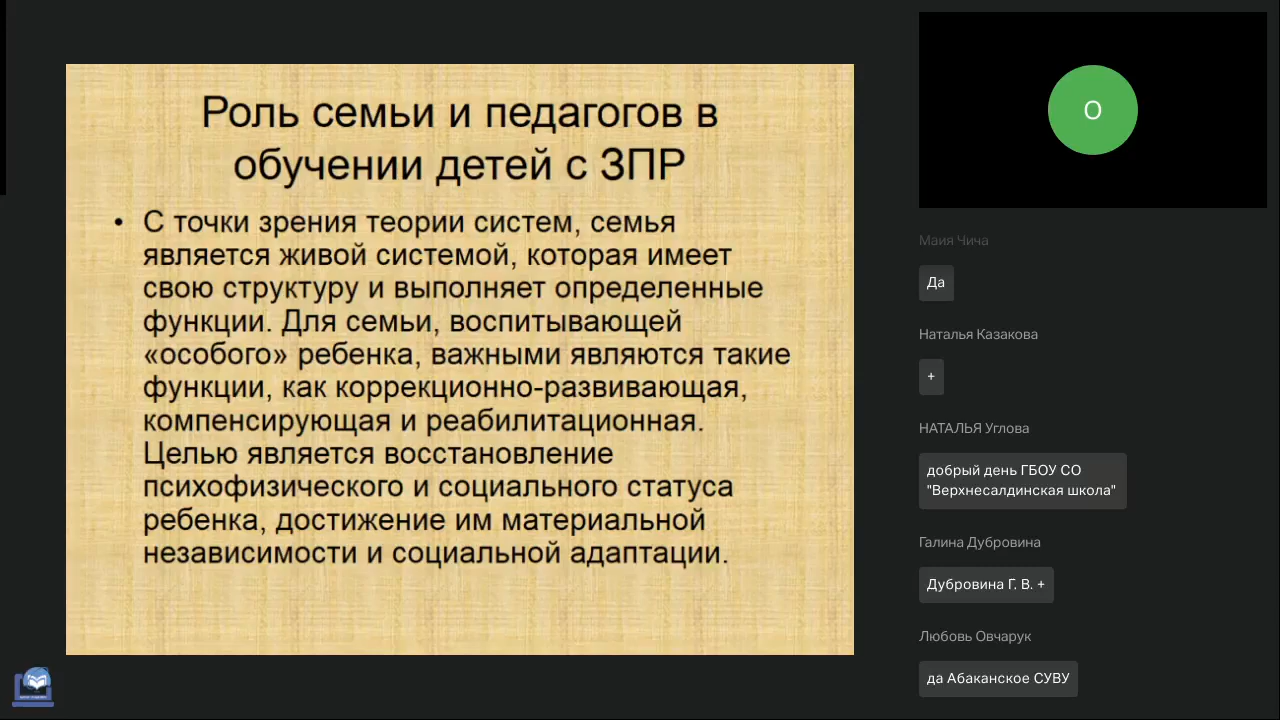 Роль семьи и педагогов в
обучении детей с ЗПР
• С точки зрения теории систем, семья
является живой системой, которая имеет
свою структуру и выполняет определенные
функции. Для семьи, воспитывающей
«особого» ребенка, важными являются такие
функции, как коррекционно-развивающая,
компенсирующая и реабилитационная.
Целью является восстановление
психофизического и социального статуса
ребенка, достижение им материальной
независимости и социальной адаптации.
О
Маия Чича
Да
Наталья Казакова
+
НАТАЛЬЯ Углова
добрый день ГБОУ СО
"Верхнесалдинская школа"
Галина Дубровина
Дубровина Г. В. +
Любовь Овчарук
да Абаканское СУВУ